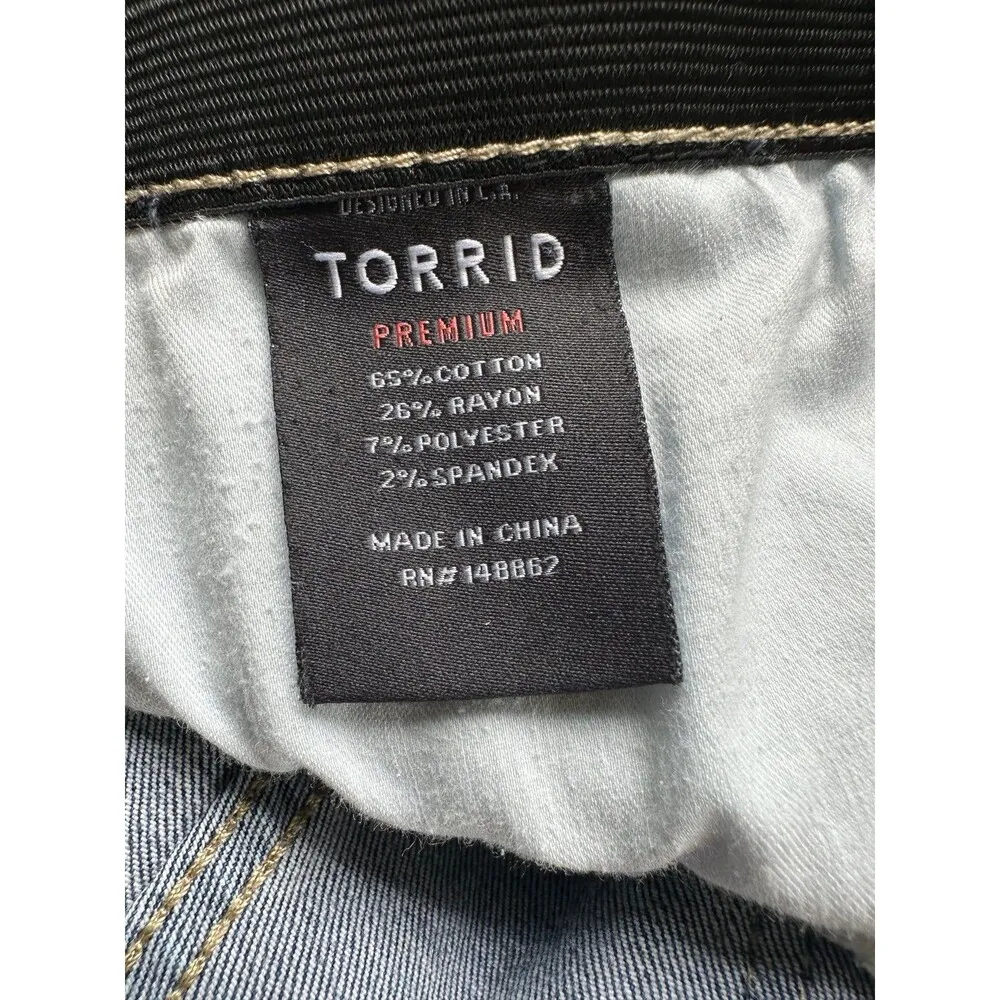 DESIGNED IN L.A.
TORRID
PREMIUM
65% COTTON
26% RAYON
7% POLYESTER
2% SPANDEX
MADE IN CHINA
RN# 148862